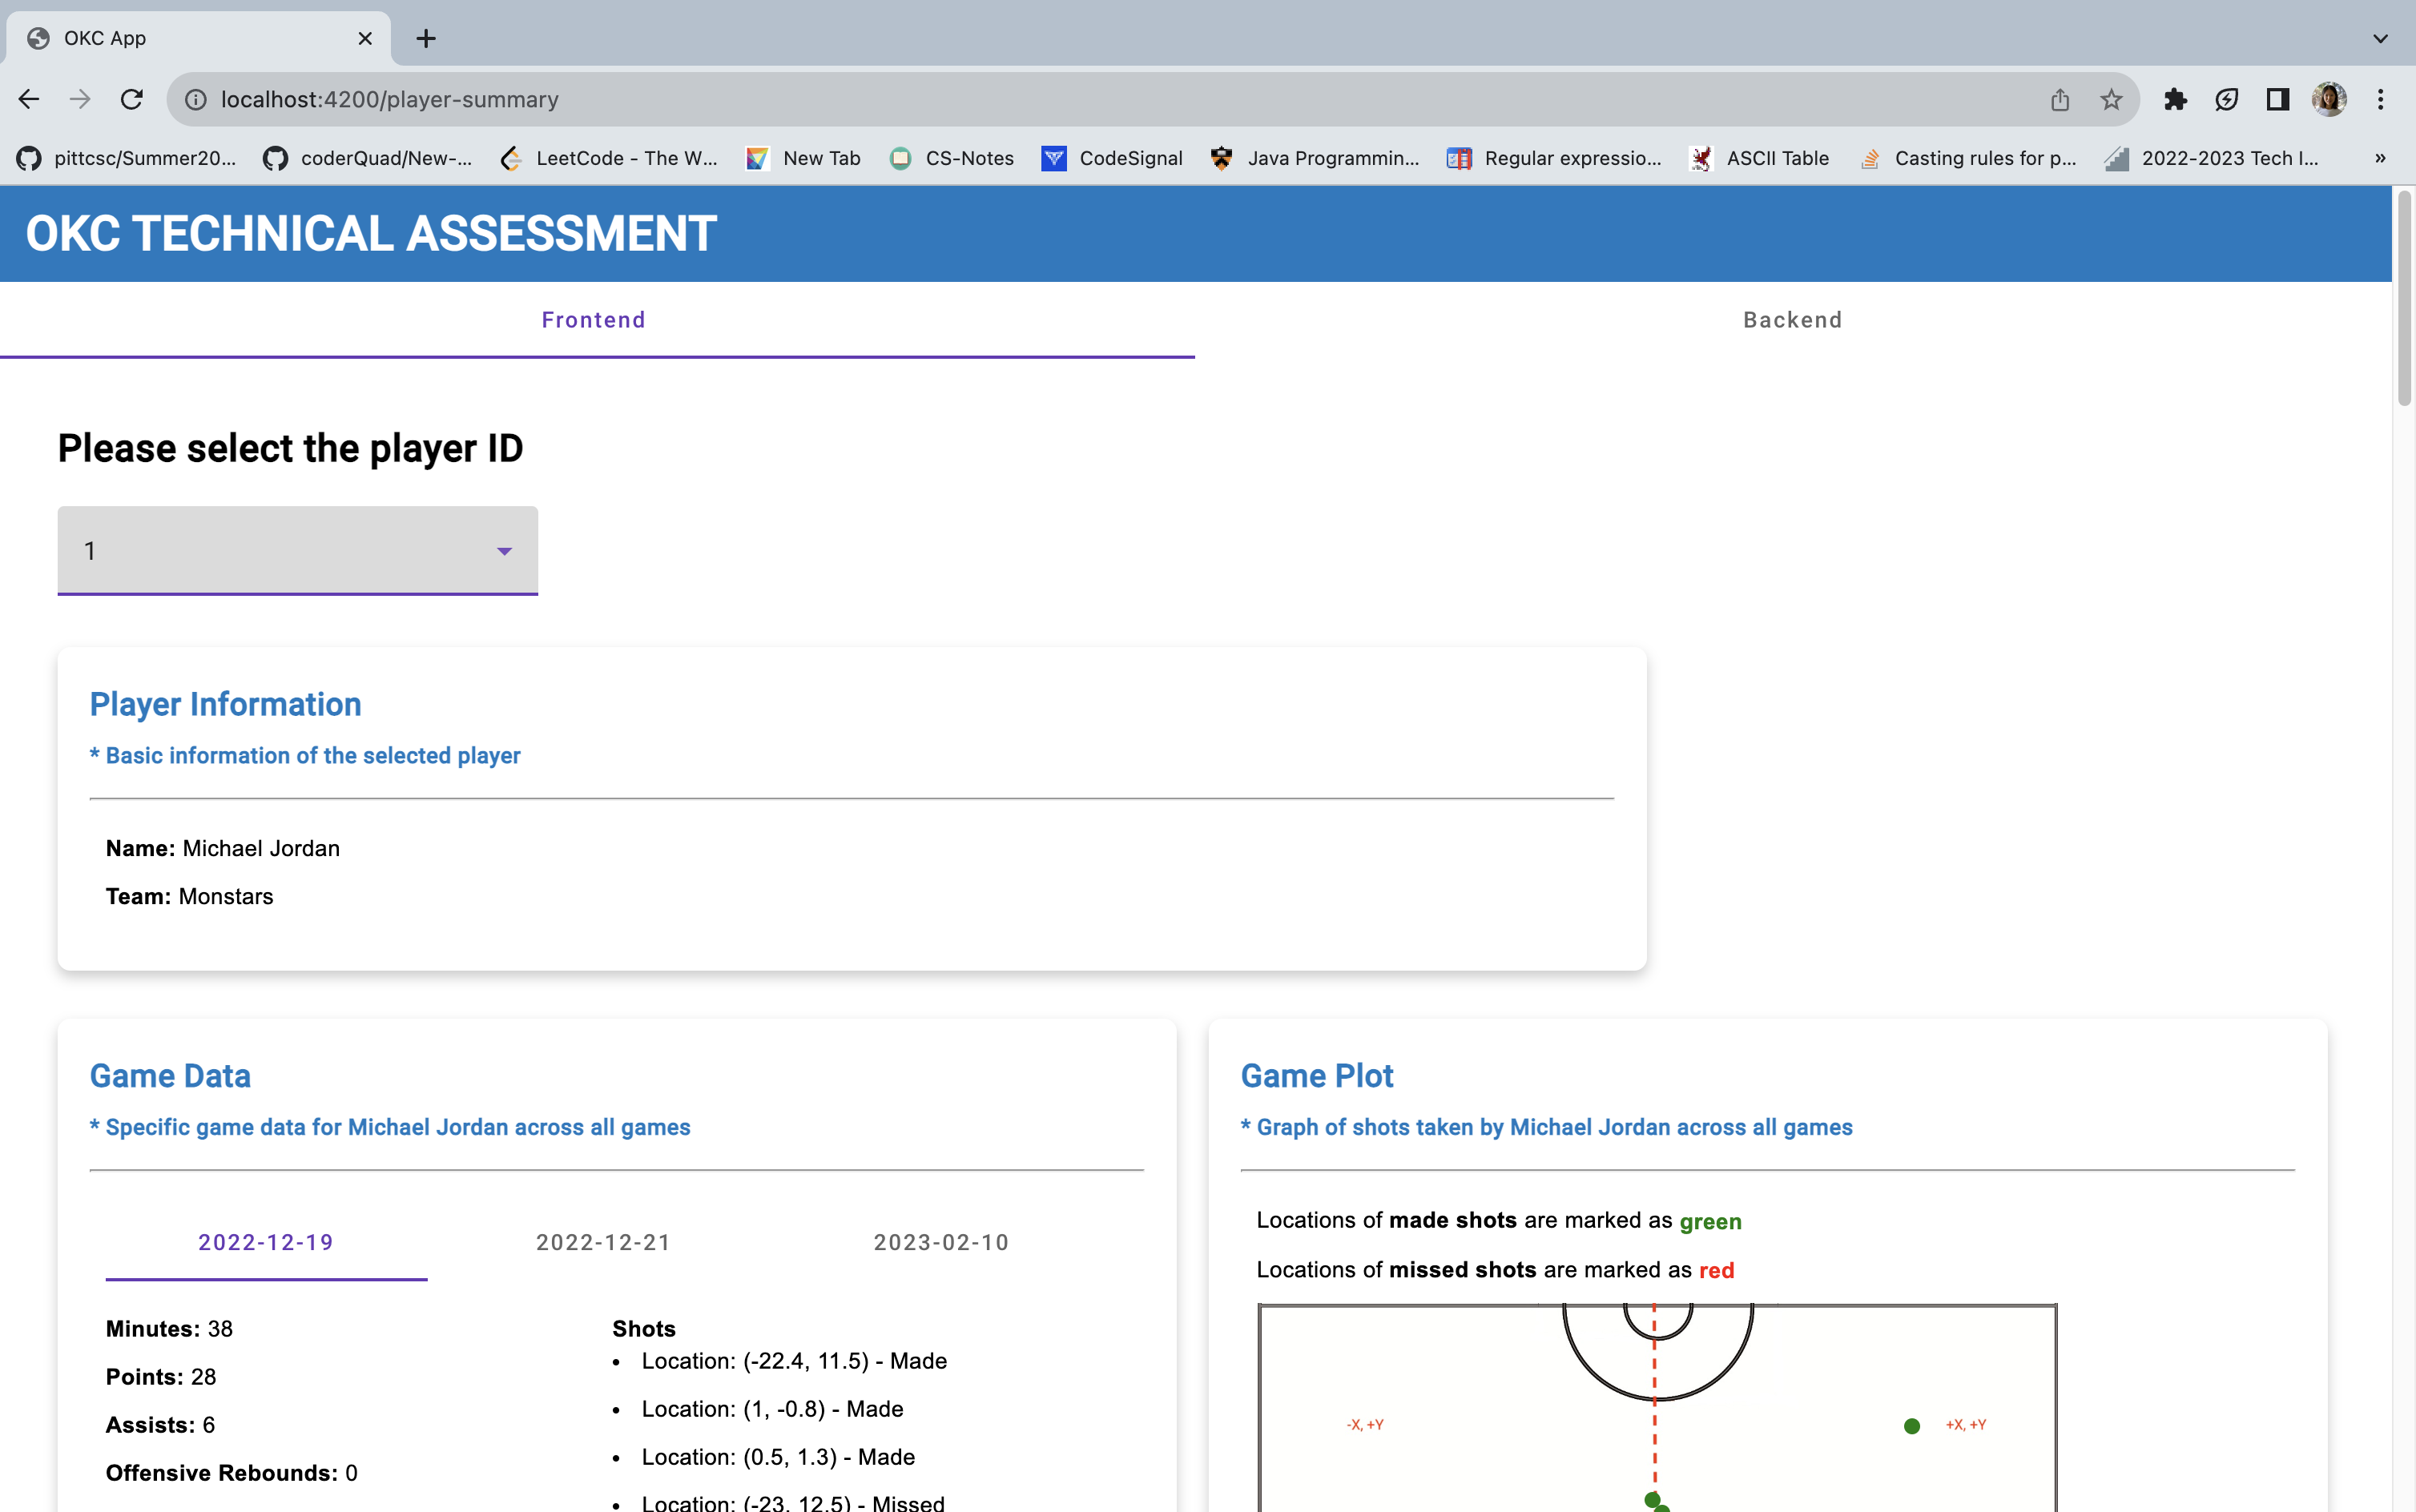 OKC App
localhost:4200/player-summary
pittcsc/Summer20...
coderQuad/New-...
LeetCode - The W...
New Tab
CS-Notes
CodeSignal
Java Programmin...
Regular expressio...
ASCII Table
Casting rules for p...
2022-2023 Tech I...
»
OKC TECHNICAL ASSESSMENT
Frontend
Backend
Please select the player ID
1
Player Information
* Basic information of the selected player
Name: Michael Jordan
Team: Monstars
Game Data
* Specific game data for Michael Jordan across all games
2022-12-19
2022-12-21
2023-02-10
Minutes: 38
Points: 28
Assists: 6
Offensive Rebounds: 0
Shots
• Location: (-22.4, 11.5) - Made
• Location: (1, -0.8) - Made
• Location: (0.5, 1.3) - Made
• Location: (-23, 12.5) - Missed
Game Plot
* Graph of shots taken by Michael Jordan across all games
Locations of made shots are marked as green
Locations of missed shots are marked as red
-X, +Y
+X, +Y